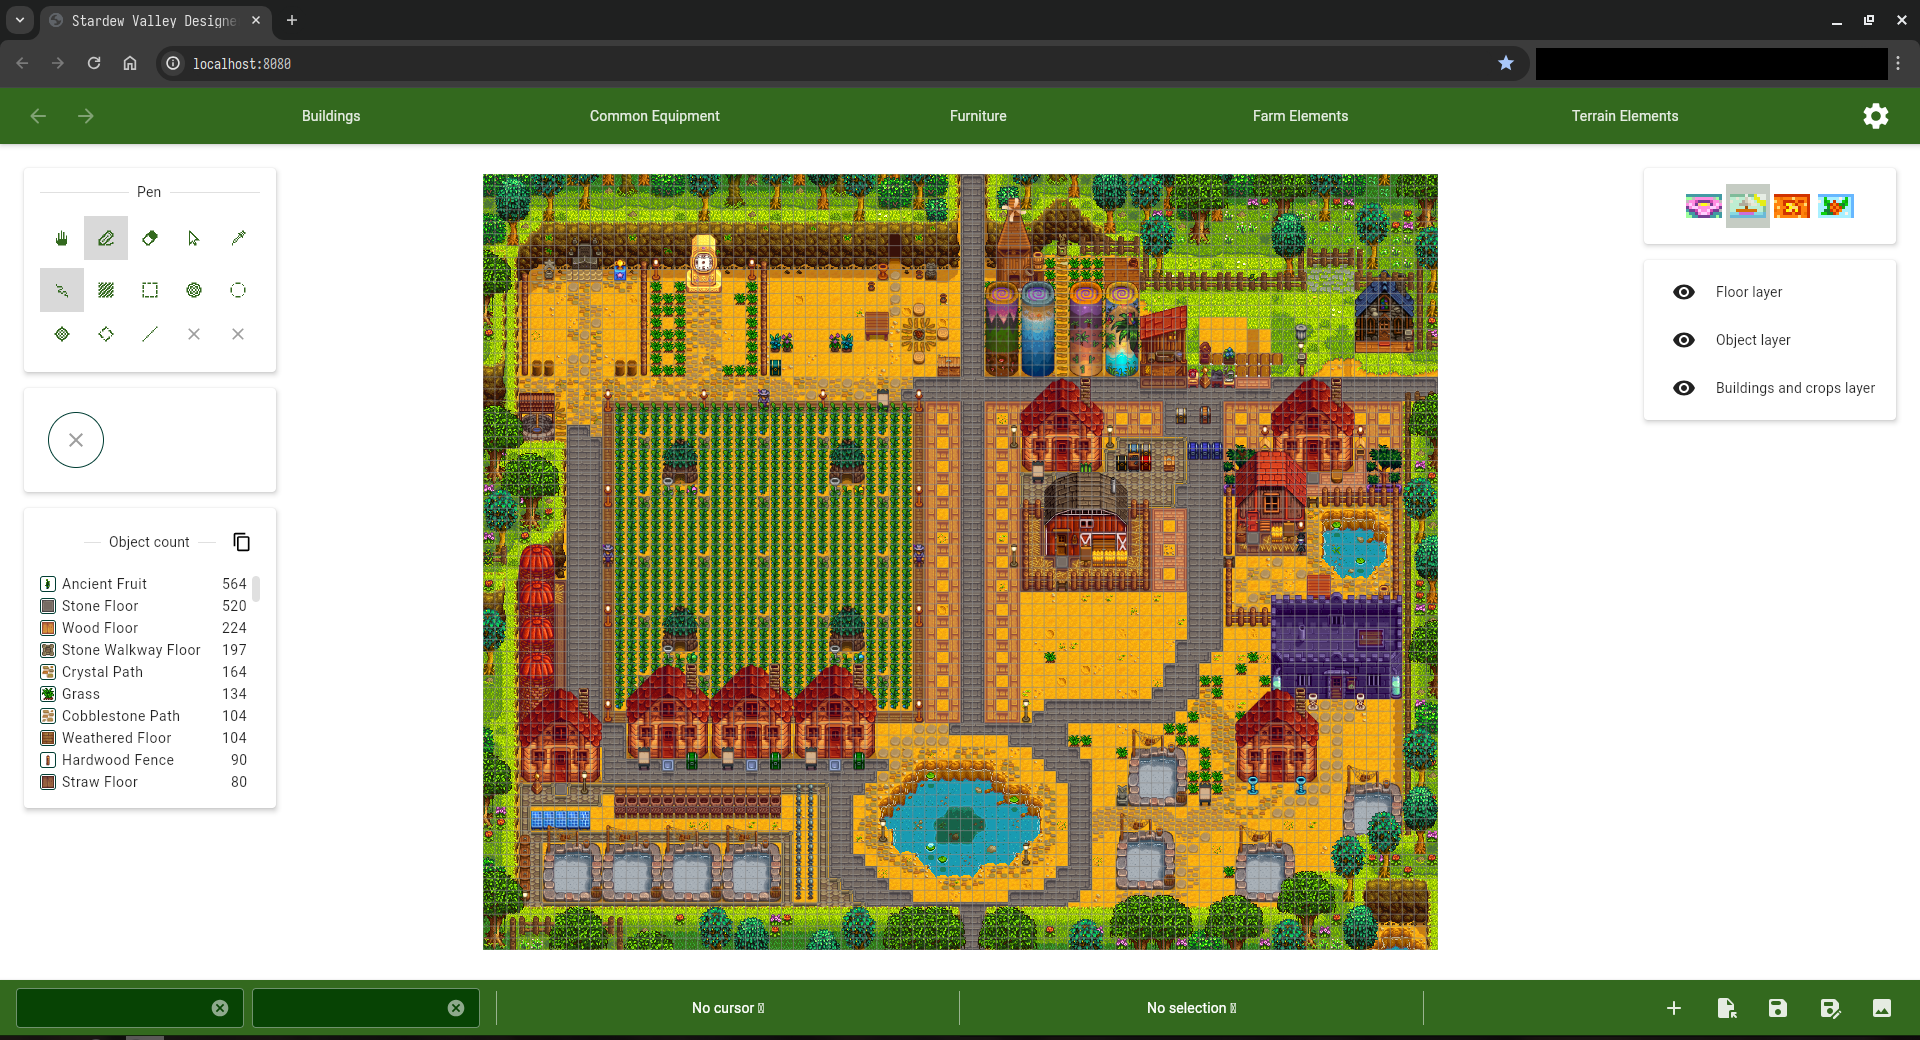 Stardew Valley Designe
localhost:8080
Buildings
Common Equipment
Furniture
Farm Elements
Terrain Elements
Pen
Object count
Ancient Fruit 564
Stone Floor 520
Wood Floor 224
Stone Walkway Floor 197
Crystal Path 164
Grass 134
Cobblestone Path 104
Weathered Floor 104
Hardwood Fence 90
Straw Floor 80
Floor layer
Object layer
Buildings and crops layer
No cursor
No selection